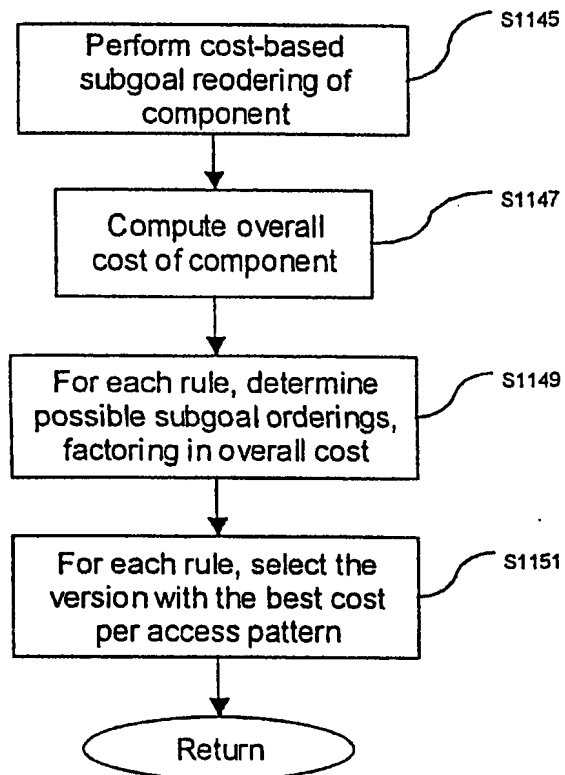 S1145
Perform cost-based
subgoal reodering of
component
S1147
Compute overall
cost of component
S1149
For each rule, determine
possible subgoal orderings,
factoring in overall cost
S1151
For each rule, select the
version with the best cost
per access pattern
Return